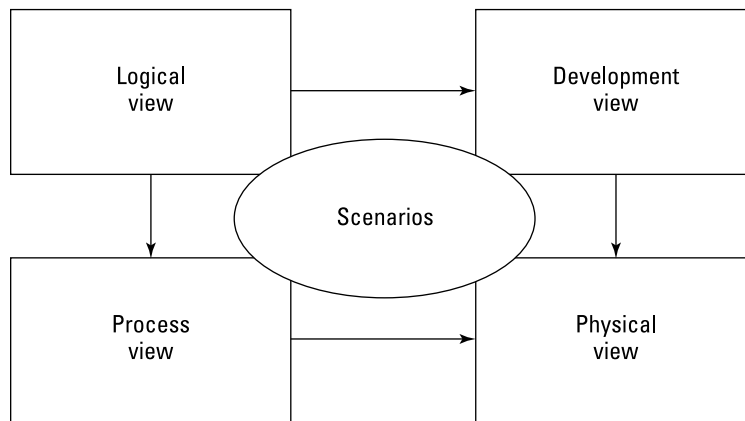 Logical
view
Development
view
Scenarios
Process
view
Physical
view